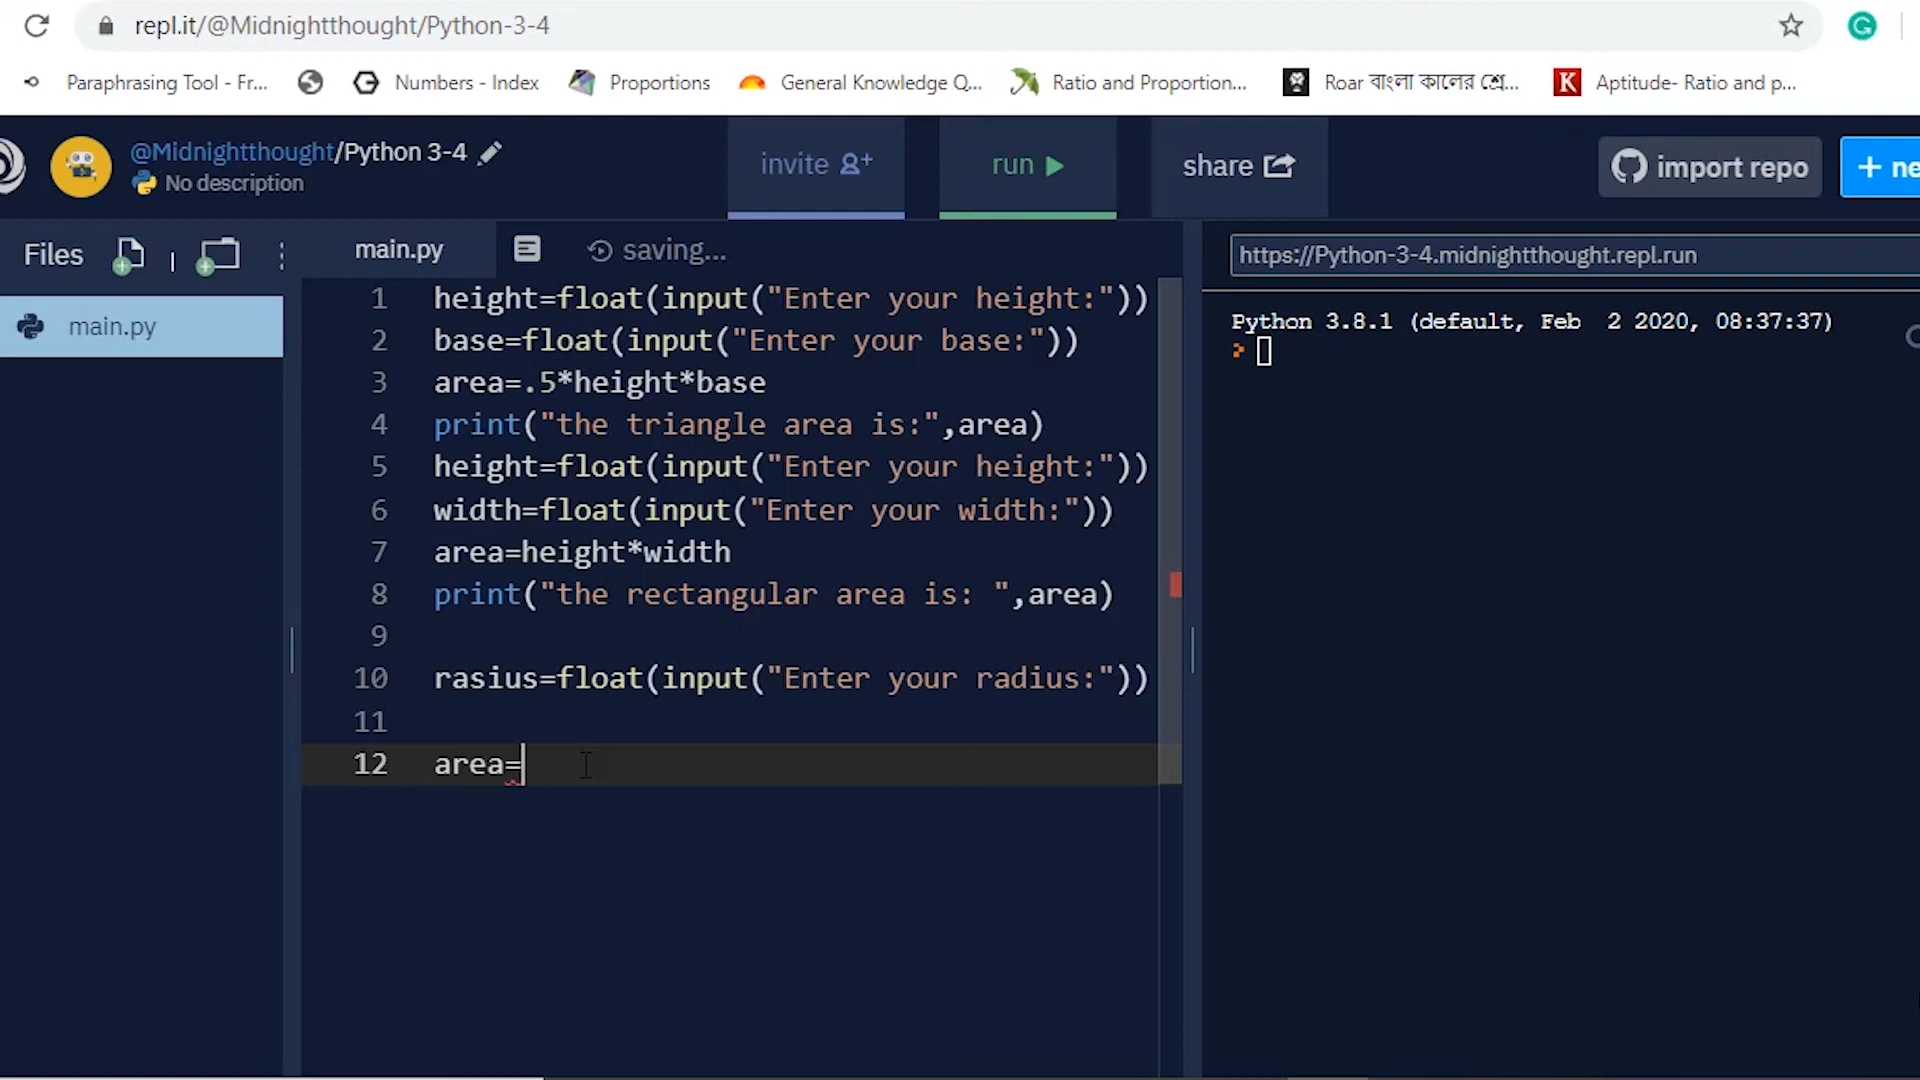 repl.it/@Midnightthought/Python-3-4
Paraphrasing Tool - Fr...
Numbers - Index
Proportions
General Knowledge Q...
Ratio and Proportion...
Roar বাংলা কালের শ্রে...
K
Aptitude- Ratio and p...
@Midnightthought/Python 3-4
No description
invite
run
share
import repo
+ ne
Files
main.py
saving...
https://Python-3-4.midnightthought.repl.run
main.py
1 height=float(input("Enter your height:"))
2 base=float(input("Enter your base:"))
3 area=.5*height*base
4 print("the triangle area is:",area)
5 height=float(input("Enter your height:"))
6 width=float(input("Enter your width:"))
7 area=height*width
8 print("the rectangular area is: ",area)
9
10 rasius=float(input("Enter your radius:"))
11
12 area=
Python 3.8.1 (default, Feb  2 2020, 08:37:37)
>